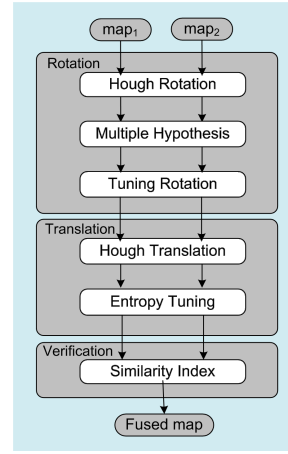 map₁ map₂
Rotation
Hough Rotation
Multiple Hypothesis
Tuning Rotation
Translation
Hough Translation
Entropy Tuning
Verification
Similarity Index
Fused map